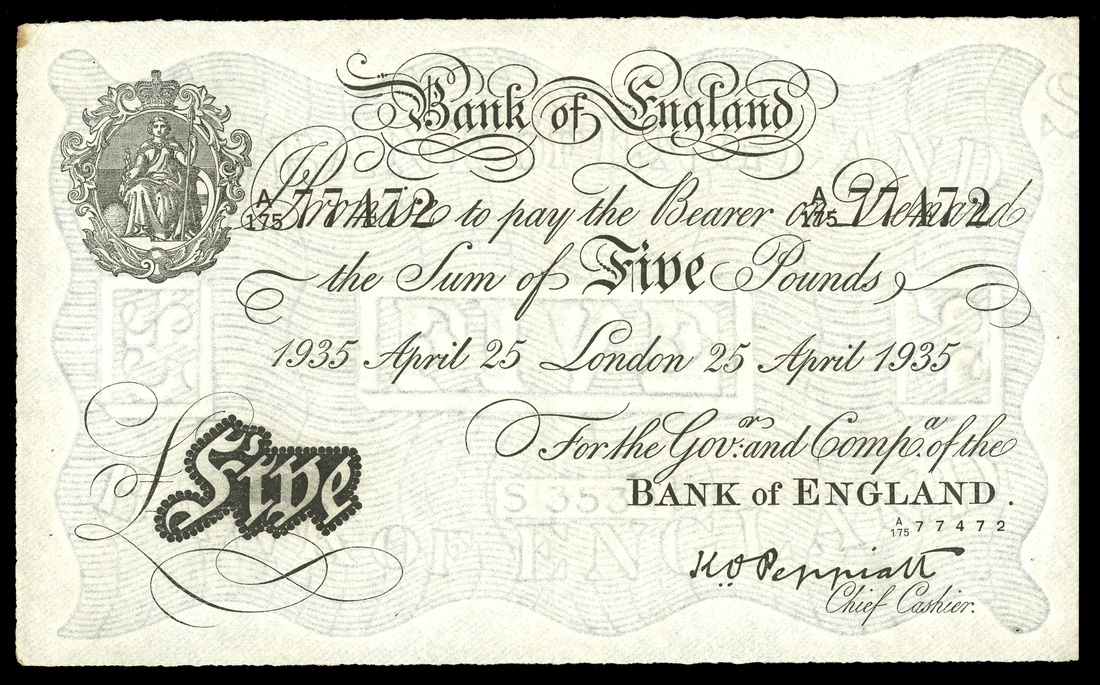 Bank of England
A/175 77472 A/175 77472
I Promise to pay the Bearer on Demand
the Sum of Five Pounds
1935 April 25 London 25 April 1935
For the Govr. and Compa. of the
£Five
BANK of ENGLAND.
A/175 77472
K.O. Peppiatt
Chief Cashier.
FIVE